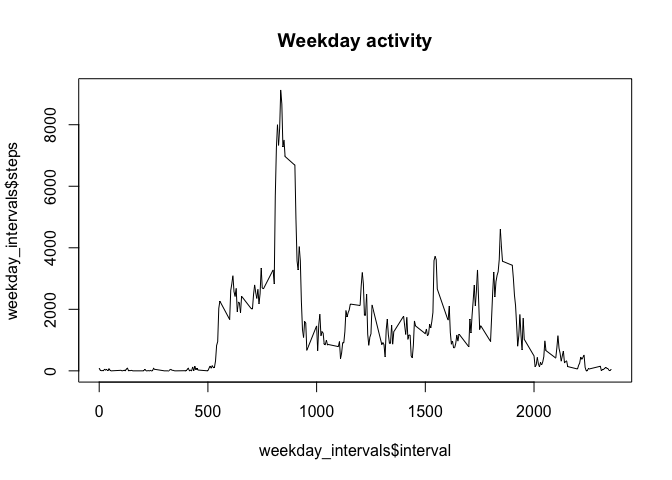 Weekday activity
weekday_intervals$steps
8000
6000
4000
2000
0
0 500 1000 1500 2000
weekday_intervals$interval